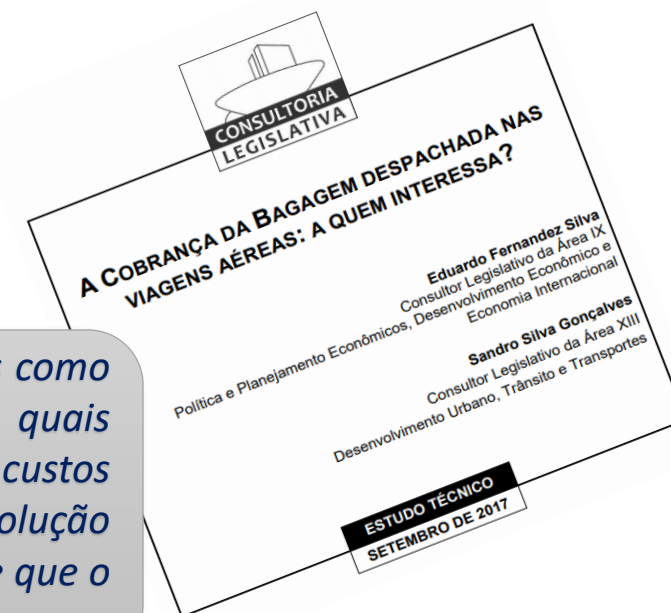 CONSULTORIA
LEGISLATIVA
A COBRANÇA DA BAGAGEM DESPACHADA NAS
VIAGENS AÉREAS: A QUEM INTERESSA?
Eduardo Fernandez Silva
Consultor Legislativo da Área IX
Política e Planejamento Econômicos, Desenvolvimento Econômico e
Economia Internacional
Sandro Silva Gonçalves
Consultor Legislativo da Área XIII
Desenvolvimento Urbano, Trânsito e Transportes
ESTUDO TÉCNICO
SETEMBRO DE 2017
como
quais
custos
olução
que o